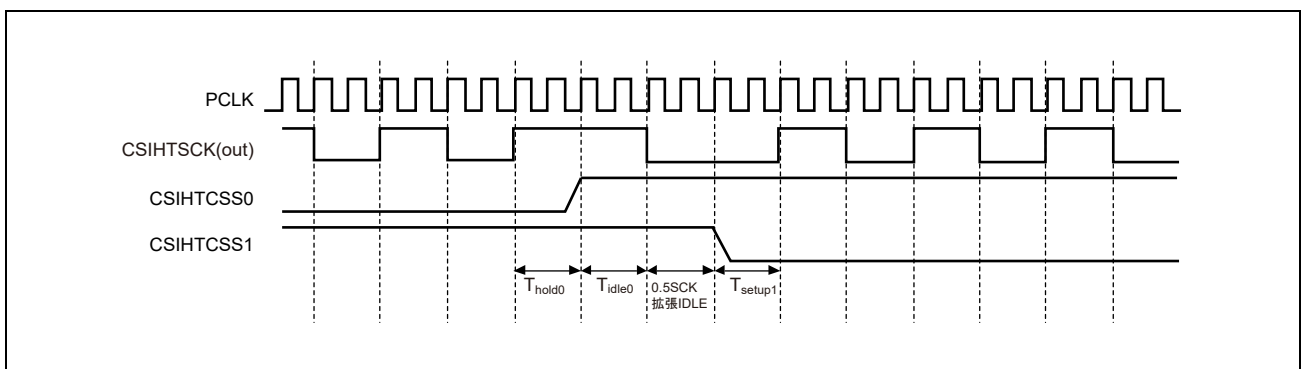 PCLK
CSIHTSCK(out)
CSIHTCSS0
CSIHTCSS1
Thold0 Tidle0 0.5SCK Tsetup1
拡張IDLE